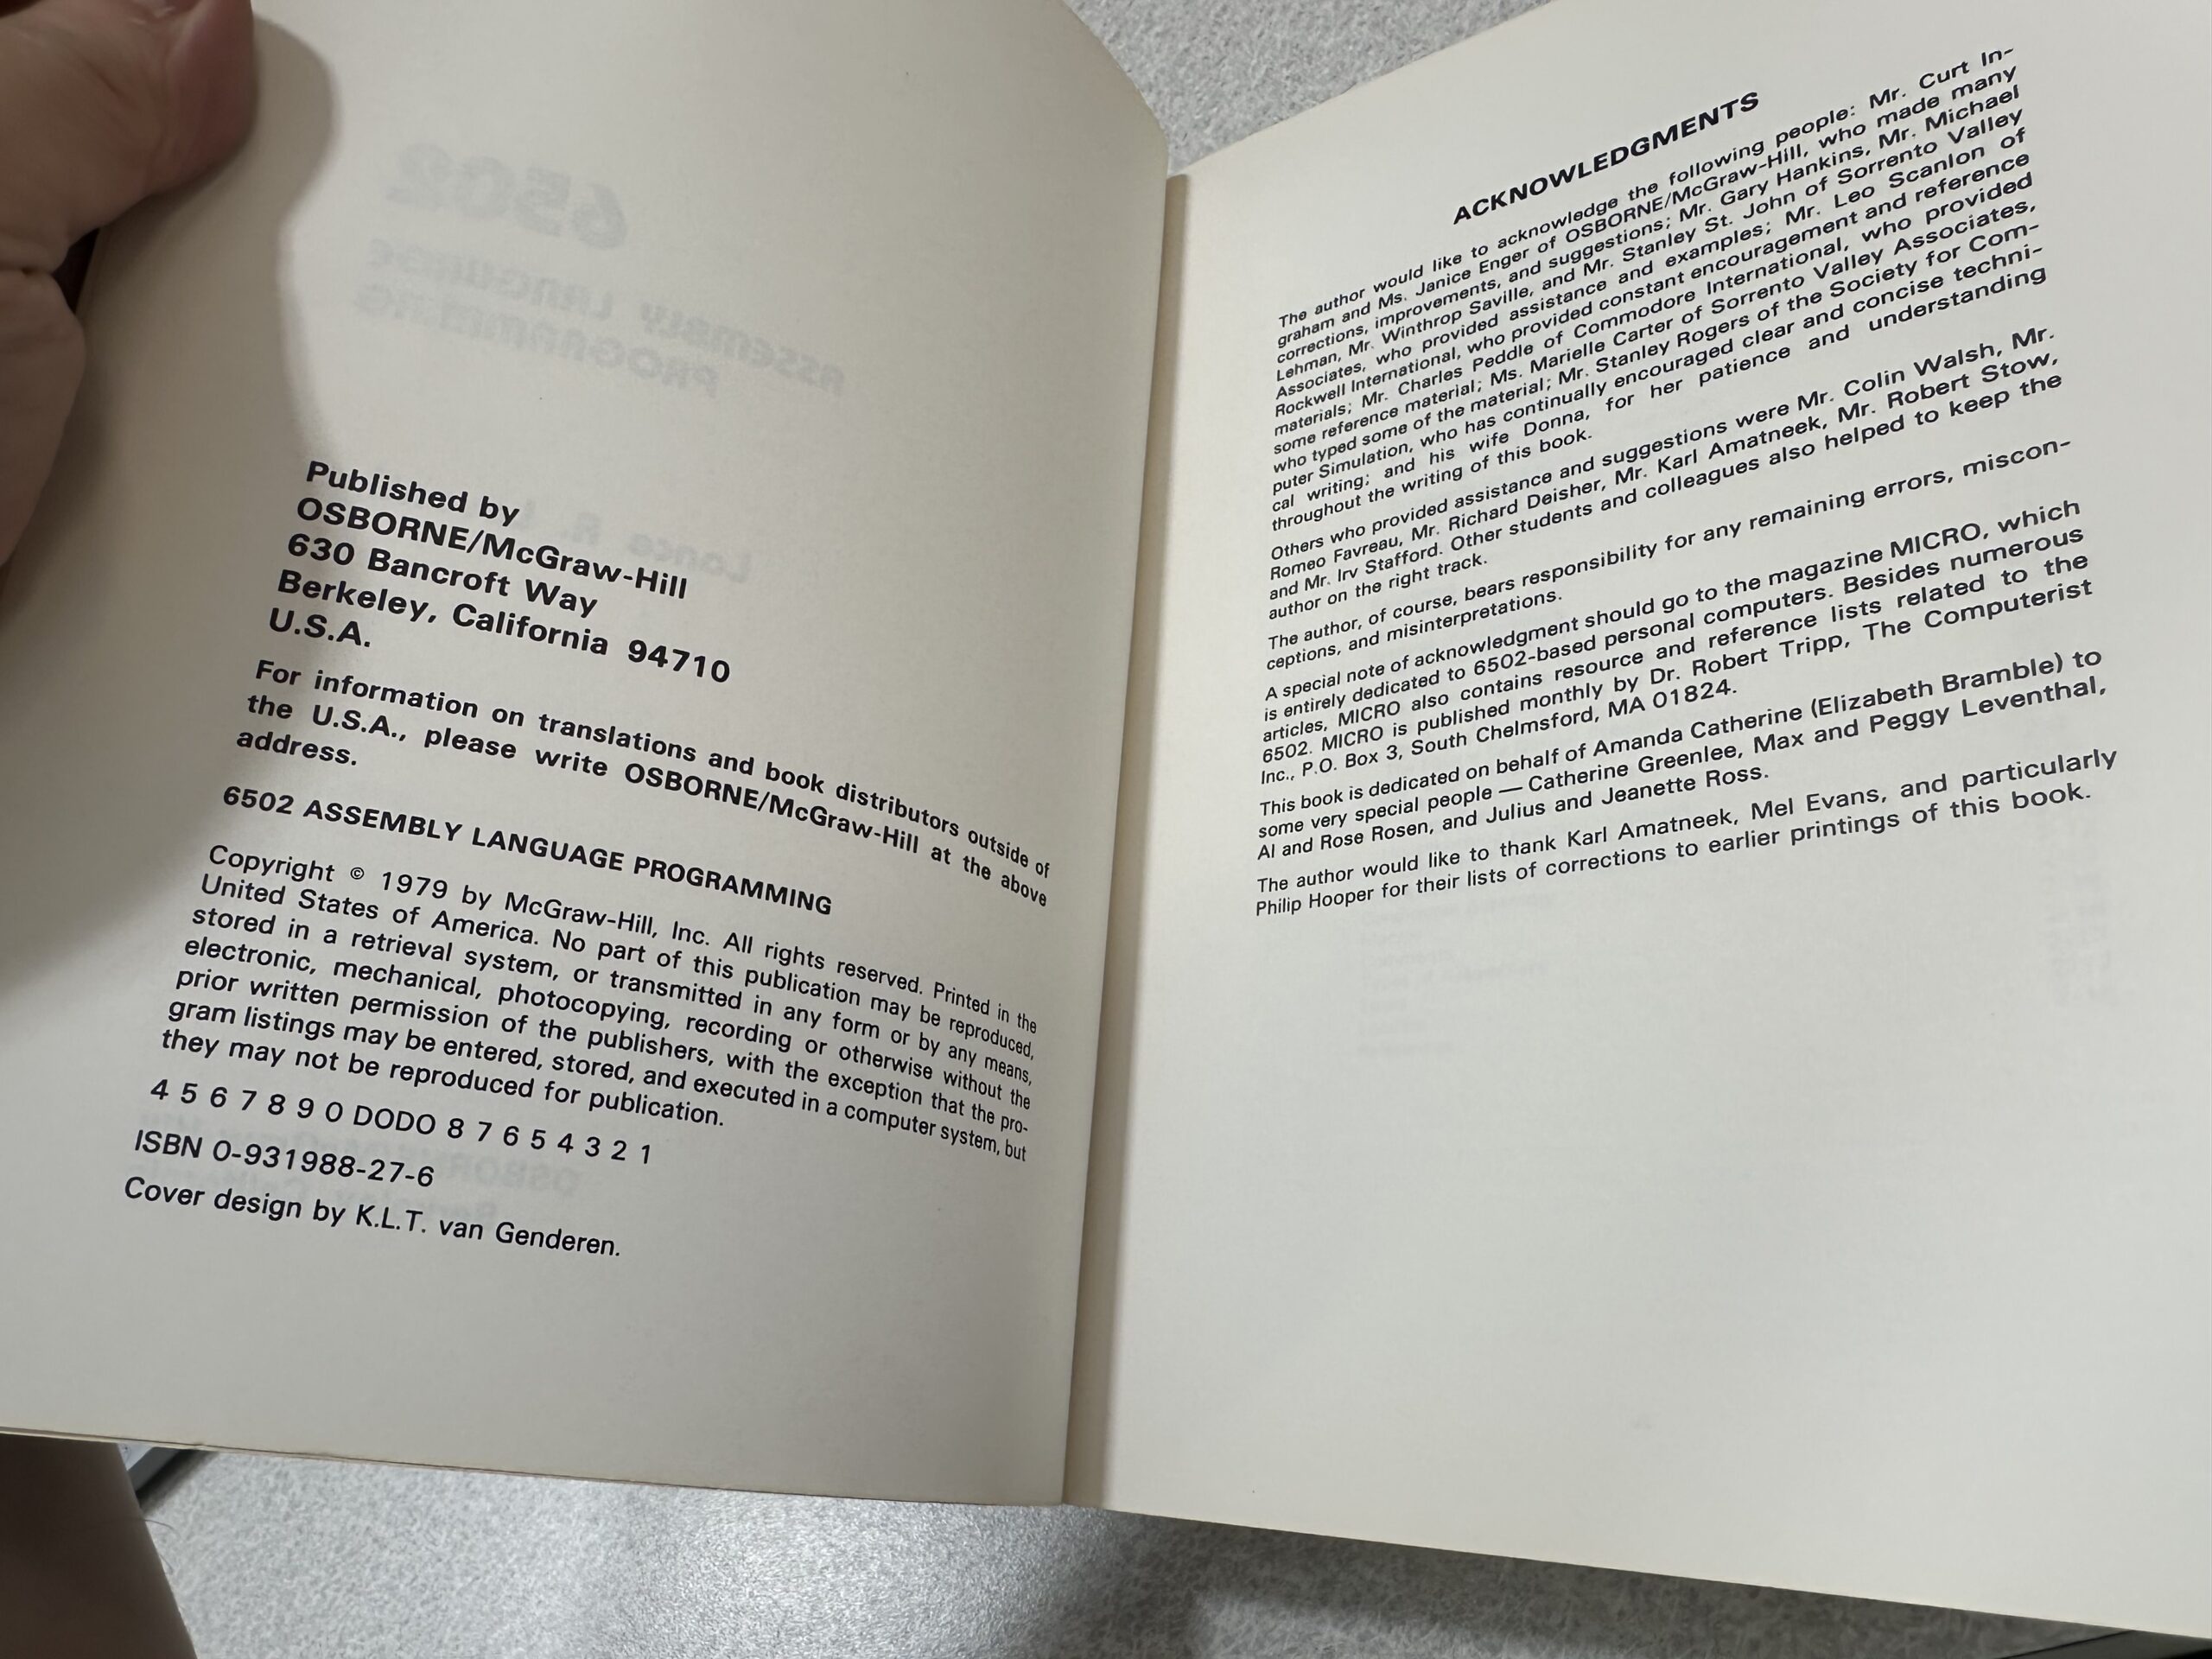 6502
ASSEMBLY LANGUAGE
PROGRAMMING
Published by
OSBORNE/McGraw-Hill
630 Bancroft Way
Berkeley, California 94710
U.S.A.
For information on translations and book distributors outside of
the U.S.A., please write OSBORNE/McGraw-Hill at the above
address.
6502 ASSEMBLY LANGUAGE PROGRAMMING
Copyright © 1979 by McGraw-Hill, Inc. All rights reserved. Printed in the
United States of America. No part of this publication may be reproduced,
stored in a retrieval system, or transmitted in any form or by any means,
electronic, mechanical, photocopying, recording or otherwise without the
prior written permission of the publishers, with the exception that the pro-
gram listings may be entered, stored, and executed in a computer system, but
they may not be reproduced for publication.
4 5 6 7 8 9 0 DODO 8 7 6 5 4 3 2 1
ISBN 0-931988-27-6
Cover design by K.L.T. van Genderen.
ACKNOWLEDGMENTS
The author would like to acknowledge the following people: Mr. Curt In-
graham and Ms. Janice Enger of OSBORNE/McGraw-Hill, who made many
corrections, improvements, and suggestions; Mr. Gary Hankins, Mr. Michael
Lehman, Mr. Winthrop Saville, and Mr. Stanley St. John of Sorrento Valley
Associates, who provided assistance and examples; Mr. Leo Scanlon of
Rockwell International, who provided constant encouragement and reference
materials; Mr. Charles Peddle of Commodore International, who provided
some reference material; Ms. Marielle Carter of Sorrento Valley Associates,
who typed some of the material; Mr. Stanley Rogers of the Society for Com-
puter Simulation, who has continually encouraged clear and concise techni-
cal writing; and his wife Donna, for her patience and understanding
throughout the writing of this book.
Others who provided assistance and suggestions were Mr. Colin Walsh, Mr.
Romeo Favreau, Mr. Richard Deisher, Mr. Karl Amatneek, Mr. Robert Stow,
and Mr. Irv Stafford. Other students and colleagues also helped to keep the
author on the right track.
The author, of course, bears responsibility for any remaining errors, miscon-
ceptions, and misinterpretations.
A special note of acknowledgment should go to the magazine MICRO, which
is entirely dedicated to 6502-based personal computers. Besides numerous
articles, MICRO also contains resource and reference lists related to the
6502. MICRO is published monthly by Dr. Robert Tripp, The Computerist
Inc., P.O. Box 3, South Chelmsford, MA 01824.
This book is dedicated on behalf of Amanda Catherine (Elizabeth Bramble) to
some very special people — Catherine Greenlee, Max and Peggy Leventhal,
Al and Rose Rosen, and Julius and Jeanette Ross.
The author would like to thank Karl Amatneek, Mel Evans, and particularly
Philip Hooper for their lists of corrections to earlier printings of this book.